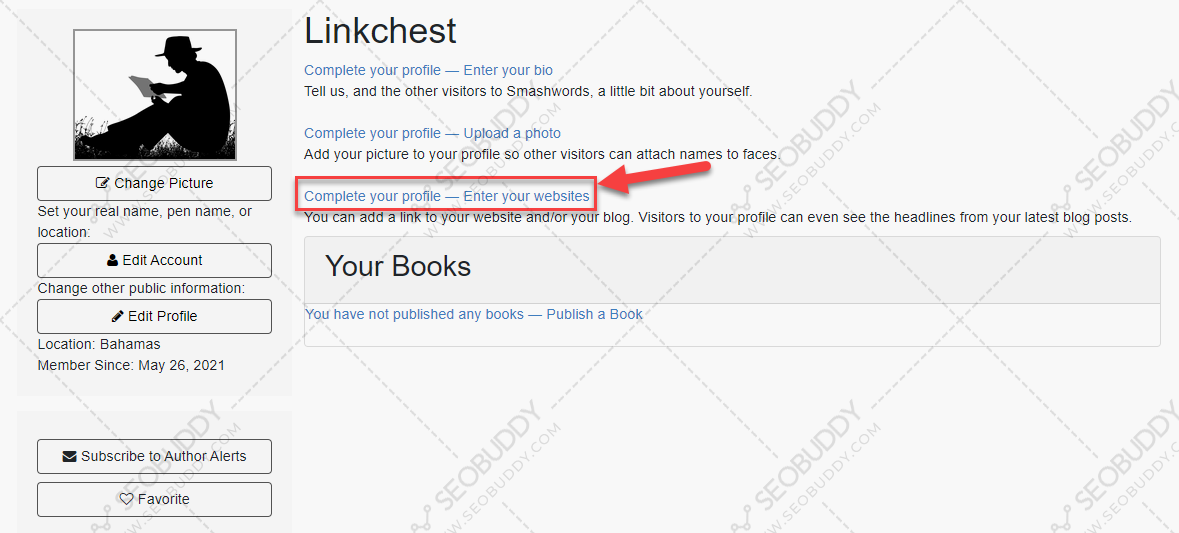 Linkchest
Complete your profile — Enter your bio
Tell us, and the other visitors to Smashwords, a little bit about yourself.
Complete your profile — Upload a photo
Add your picture to your profile so other visitors can attach names to faces.
Complete your profile — Enter your websites
You can add a link to your website and/or your blog. Visitors to your profile can even see the headlines from your latest blog posts.
Your Books
You have not published any books — Publish a Book
Change Picture
Set your real name, pen name, or
location:
Edit Account
Change other public information:
Edit Profile
Location: Bahamas
Member Since: May 26, 2021
Subscribe to Author Alerts
Favorite
SEOBUDDY
WWW.SEOBUDDY.COM